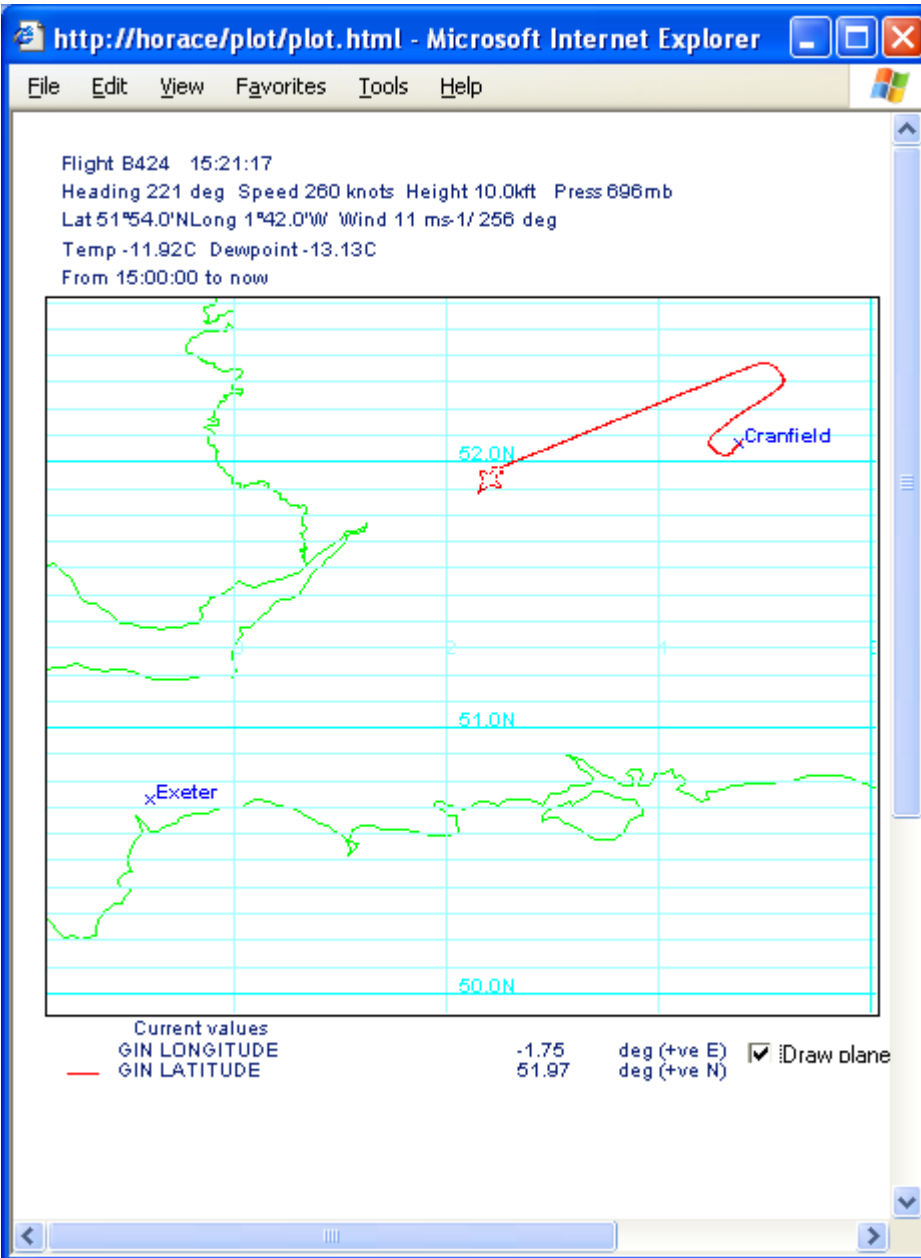 http://horace/plot/plot.html - Microsoft Internet Explorer
File Edit View Favorites Tools Help
Flight B424 15:21:17
Heading 221 deg Speed 260 knots Height 10.0kft Press 696mb
Lat 51°54.0'N Long 1°42.0'W Wind 11 ms-1/ 256 deg
Temp -11.92C Dewpoint -13.13C
From 15:00:00 to now
Cranfield
52.0N
2
4
51.0N
Exeter
50.0N
Current values
GIN LONGITUDE -1.75 deg (+ve E)
GIN LATITUDE 51.97 deg (+ve N)
Draw plane